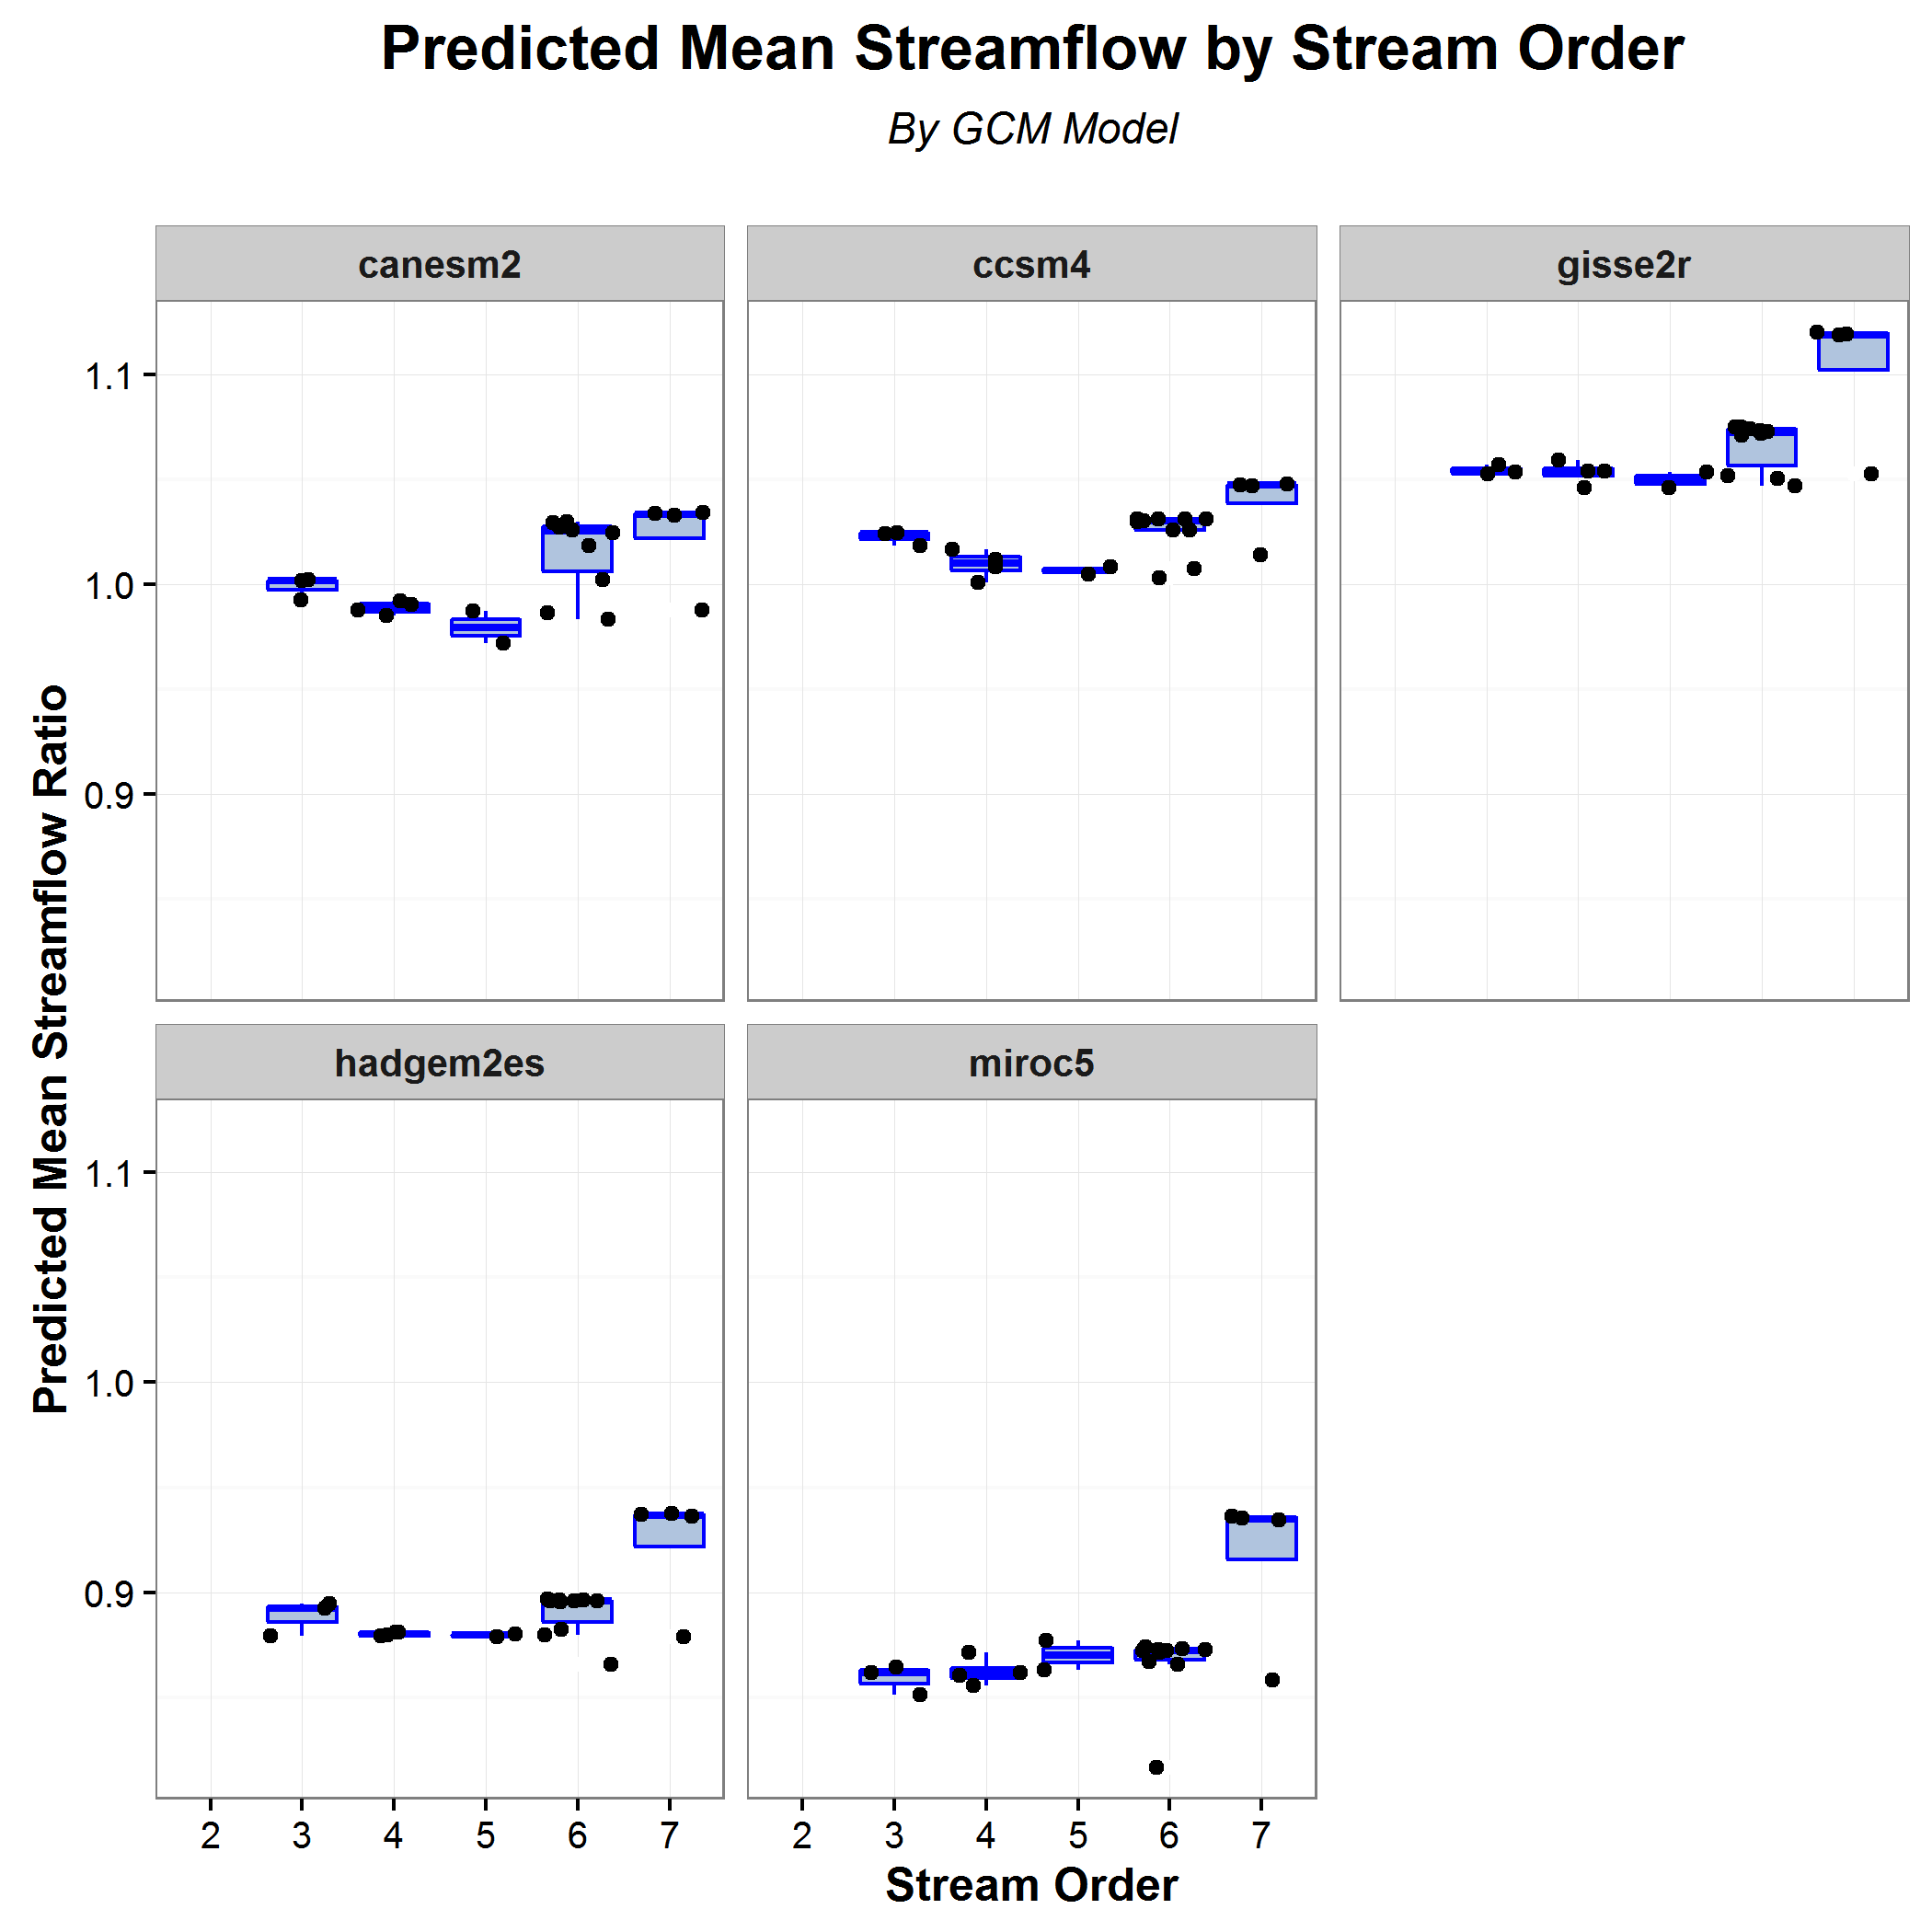 Predicted Mean Streamflow by Stream Order
By GCM Model
canesm2
ccsm4
gisse2r
1.1
1.0
0.9
Predicted Mean Streamflow Ratio
hadgem2es
miroc5
1.1
1.0
0.9
2 3 4 5 6 7
2 3 4 5 6 7
Stream Order